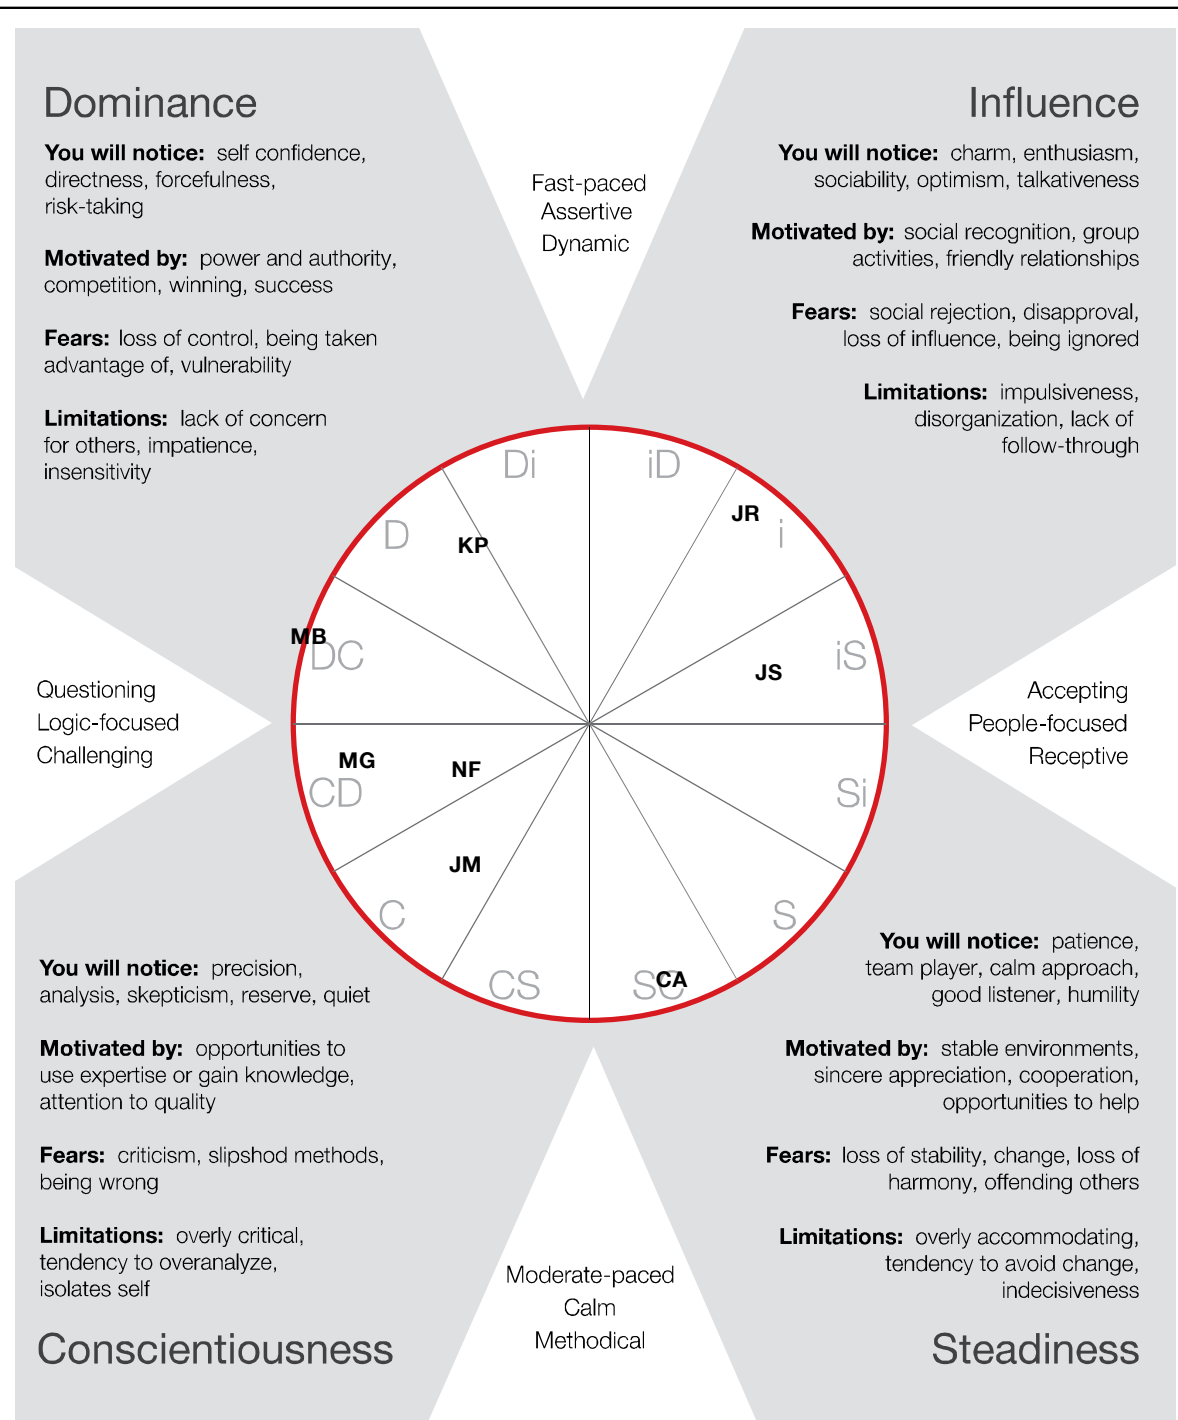 Dominance
You will notice: self confidence,
directness, forcefulness,
risk-taking
Motivated by: power and authority,
competition, winning, success
Fears: loss of control, being taken
advantage of, vulnerability
Limitations: lack of concern
for others, impatience,
insensitivity
Fast-paced
Assertive
Dynamic
Influence
You will notice: charm, enthusiasm,
sociability, optimism, talkativeness
Motivated by: social recognition, group
activities, friendly relationships
Fears: social rejection, disapproval,
loss of influence, being ignored
Limitations: impulsiveness,
disorganization, lack of
follow-through
Di
iD
JR
D
KP
i
MB
DC
JS
iS
Questioning
Logic-focused
Challenging
Accepting
People-focused
Receptive
MG
NF
CD
Si
JM
C
S
CS
SC
CA
You will notice: precision,
analysis, skepticism, reserve, quiet
Motivated by: opportunities to
use expertise or gain knowledge,
attention to quality
Fears: criticism, slipshod methods,
being wrong
Limitations: overly critical,
tendency to overanalyze,
isolates self
Conscientiousness
Moderate-paced
Calm
Methodical
You will notice: patience,
team player, calm approach,
good listener, humility
Motivated by: stable environments,
sincere appreciation, cooperation,
opportunities to help
Fears: loss of stability, change, loss of
harmony, offending others
Limitations: overly accommodating,
tendency to avoid change,
indecisiveness
Steadiness